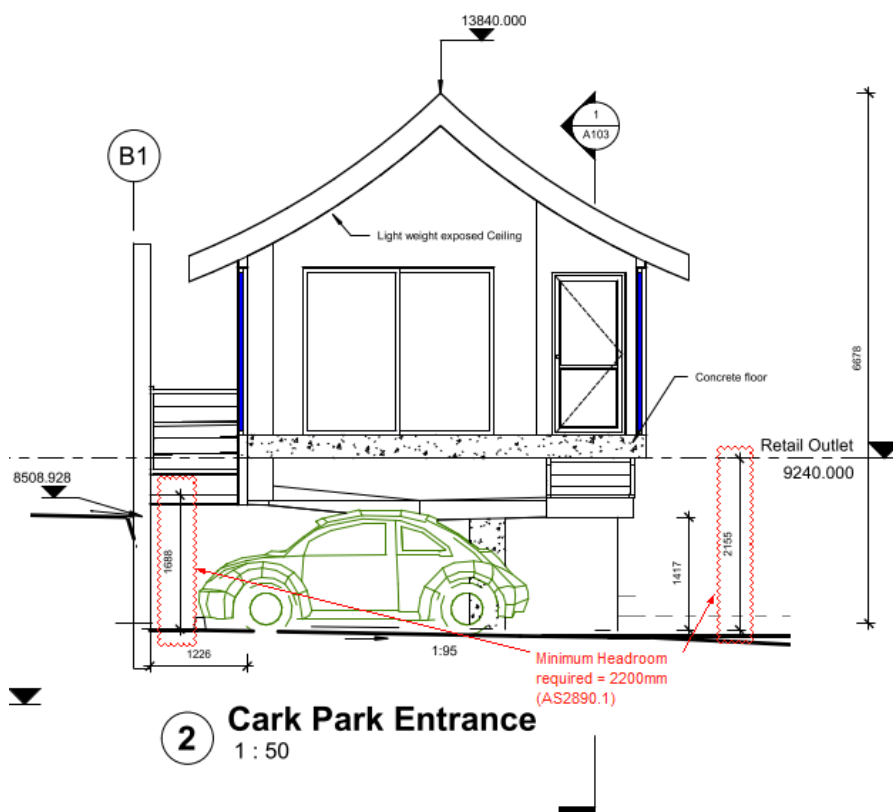 13840.000
1
A103
B1
Light weight exposed Ceiling
Concrete floor
6678
Retail Outlet
9240.000
8508.928
1688
1417
2155
1226
1:95
Minimum Headroom
required = 2200mm
(AS2890.1)
2
Cark Park Entrance
1 : 50